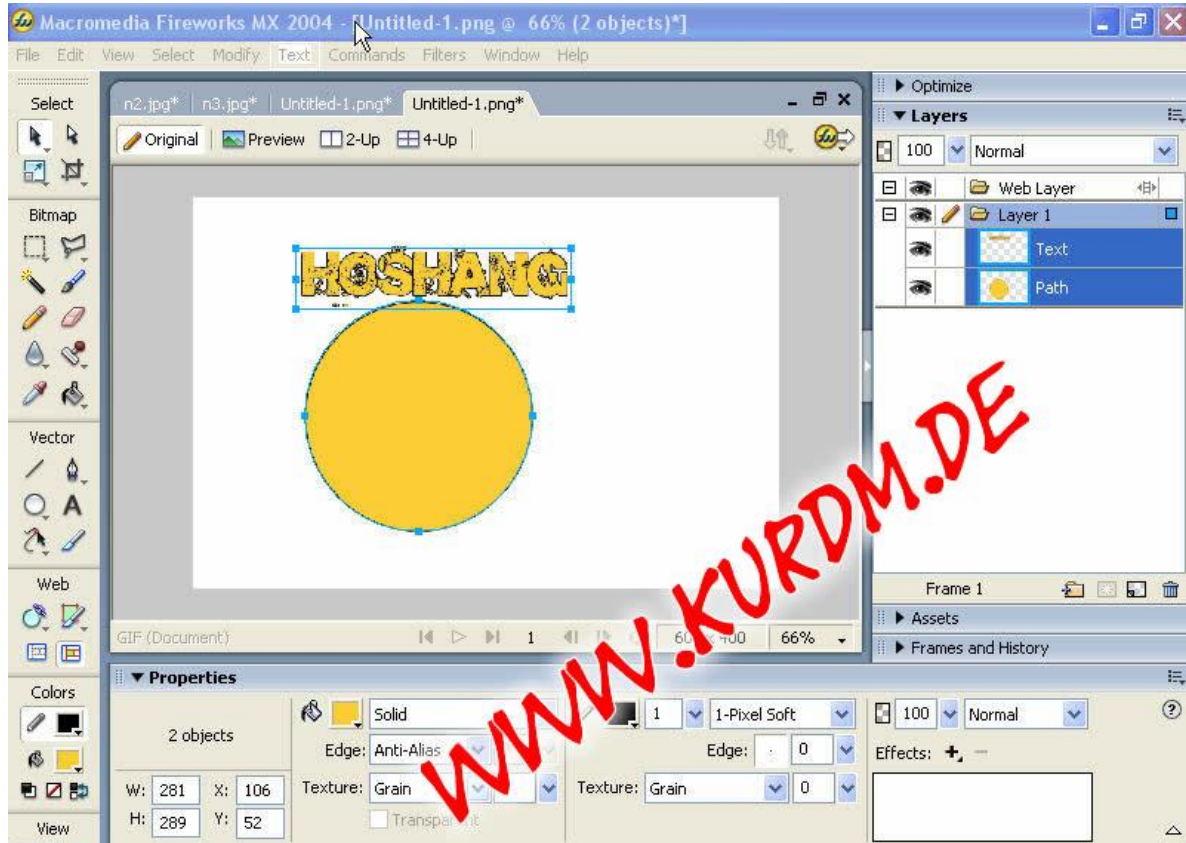 Macromedia Fireworks MX 2004 - [Untitled-1.png @ 66% (2 objects)*]
File Edit View Select Modify Text Commands Filters Window Help
Select
n2.jpg* n3.jpg* Untitled-1.png* Untitled-1.png*
Original Preview 2-Up 4-Up
Optimize
Layers
100 Normal
Web Layer
Layer 1
Text
Path
Bitmap
HOSHANG
Vector
Web
Frame 1
GIF (Document) 1 66%
Assets
Frames and History
WWW.KURDM.DE
Colors
Properties
2 objects
Solid
1 1-Pixel Soft
100 Normal
Edge: Anti-Alias
Edge: 0
Effects:
W: 281 X: 106
Texture: Grain
Texture: Grain 0
H: 289 Y: 52
View